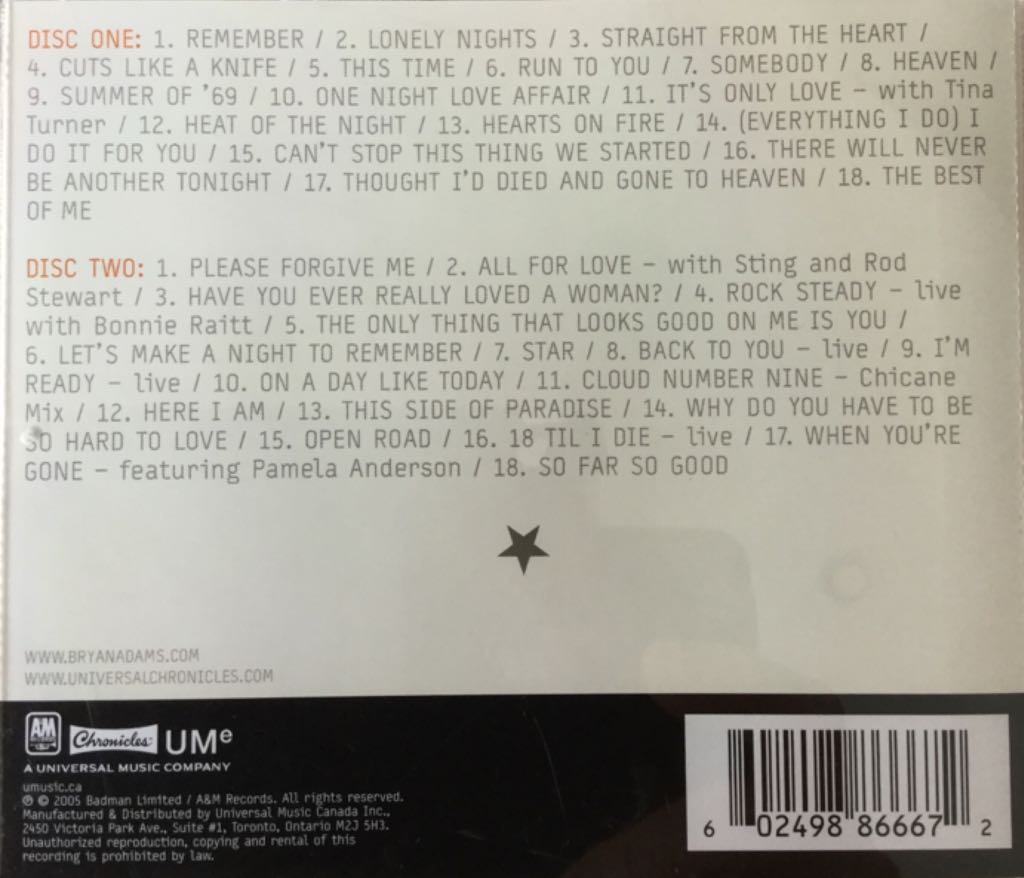 DISC ONE: 1. REMEMBER / 2. LONELY NIGHTS / 3. STRAIGHT FROM THE HEART /
4. CUTS LIKE A KNIFE / 5. THIS TIME / 6. RUN TO YOU / 7. SOMEBODY / 8. HEAVEN /
9. SUMMER OF '69 / 10. ONE NIGHT LOVE AFFAIR / 11. IT'S ONLY LOVE – with Tina
Turner / 12. HEAT OF THE NIGHT / 13. HEARTS ON FIRE / 14. (EVERYTHING I DO) I
DO IT FOR YOU / 15. CAN'T STOP THIS THING WE STARTED / 16. THERE WILL NEVER
BE ANOTHER TONIGHT / 17. THOUGHT I'D DIED AND GONE TO HEAVEN / 18. THE BEST
OF ME
DISC TWO: 1. PLEASE FORGIVE ME / 2. ALL FOR LOVE – with Sting and Rod
Stewart / 3. HAVE YOU EVER REALLY LOVED A WOMAN? / 4. ROCK STEADY – live
with Bonnie Raitt / 5. THE ONLY THING THAT LOOKS GOOD ON ME IS YOU /
6. LET'S MAKE A NIGHT TO REMEMBER / 7. STAR / 8. BACK TO YOU – live / 9. I'M
READY – live / 10. ON A DAY LIKE TODAY / 11. CLOUD NUMBER NINE – Chicane
Mix / 12. HERE I AM / 13. THIS SIDE OF PARADISE / 14. WHY DO YOU HAVE TO BE
SO HARD TO LOVE / 15. OPEN ROAD / 16. 18 TIL I DIE – live / 17. WHEN YOU'RE
GONE – featuring Pamela Anderson / 18. SO FAR SO GOOD
WWW.BRYANADAMS.COM
WWW.UNIVERSALCHRONICLES.COM
AM Chronicles UMe
A UNIVERSAL MUSIC COMPANY
umusic.ca
℗ © 2005 Badman Limited / A&M Records. All rights reserved.
Manufactured & Distributed by Universal Music Canada Inc.,
2450 Victoria Park Ave., Suite #1, Toronto, Ontario M2J 5H3.
Unauthorized reproduction, copying and rental of this
recording is prohibited by law.
6 02498 86667 2